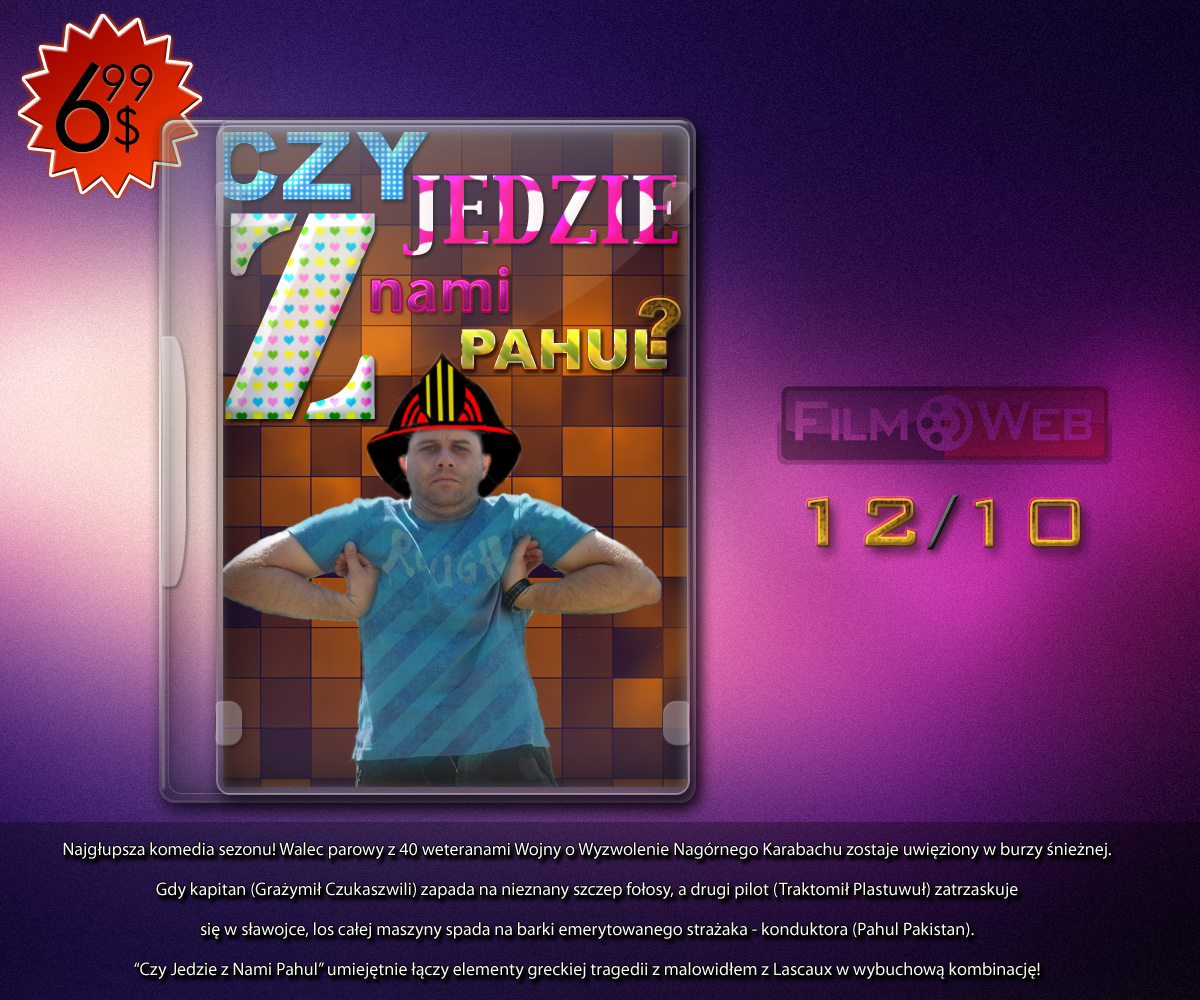 6 99 $
CZY
JEDZIE
Z
nami
PAHUL?
ROUGH
FILM WEB
12/10
Najgłupsza komedia sezonu! Walec parowy z 40 weteranami Wojny o Wyzwolenie Nagórnego Karabachu zostaje uwięziony w burzy śnieżnej.
Gdy kapitan (Grażymił Czukaszwili) zapada na nieznany szczep fołosy, a drugi pilot (Traktomił Plastuwuł) zatrzaskuje
się w sławojce, los całej maszyny spada na barki emerytowanego strażaka - konduktora (Pahul Pakistan).
“Czy Jedzie z Nami Pahul” umiejętnie łączy elementy greckiej tragedii z malowidłem z Lascaux w wybuchową kombinację!